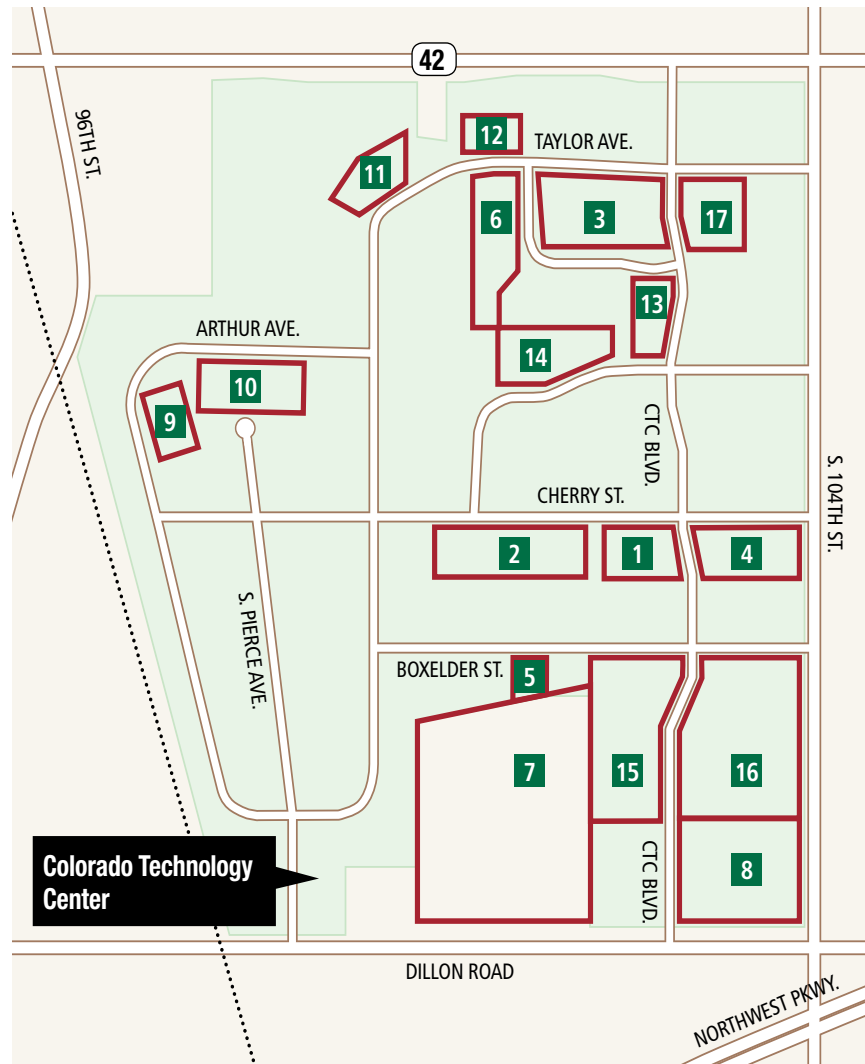 42
96TH ST.
12
TAYLOR AVE.
11
6
3
17
13
ARTHUR AVE.
14
10
9
CTC BLVD.
S. 104TH ST.
CHERRY ST.
2
1
4
S. PIERCE AVE.
BOXELDER ST.
5
7
15
16
Colorado Technology
Center
CTC BLVD.
8
DILLON ROAD
NORTHWEST PKWY.